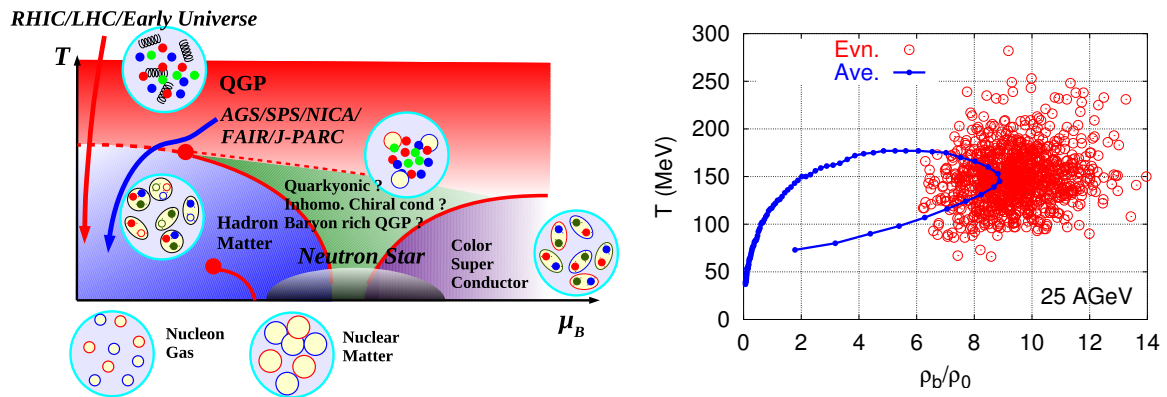 RHIC/LHC/Early Universe
T
QGP
AGS/SPS/NICA/
FAIR/J-PARC
Quarkyonic ?
Inhomo. Chiral cond ?
Baryon rich QGP ?
Hadron
Matter
Neutron Star
Color
Super
Conductor
μB
Nucleon
Gas
Nuclear
Matter
Evn.
Ave.
300
250
200
150
100
50
0
T (MeV)
25 AGeV
0 2 4 6 8 10 12 14
ρb/ρ0